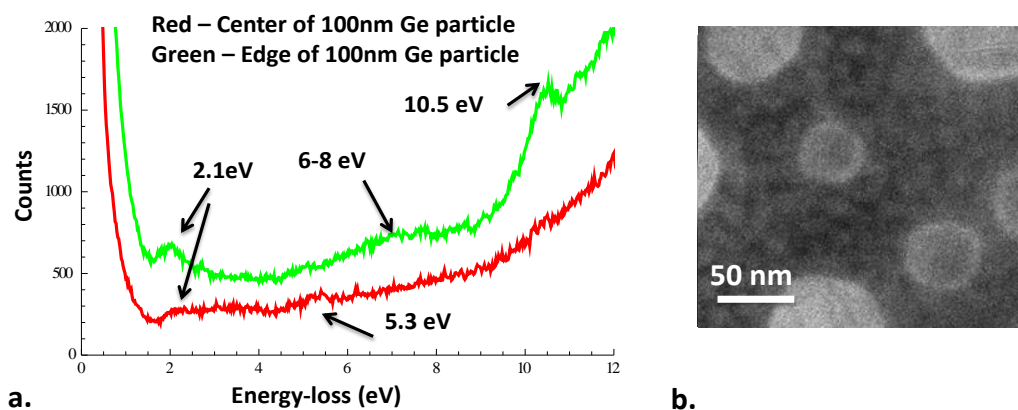 Red – Center of 100nm Ge particle
Green – Edge of 100nm Ge particle
2000
1500
1000
500
0
Counts
10.5 eV
6-8 eV
2.1eV
5.3 eV
0 2 4 6 8 10 12
Energy-loss (eV)
a.
50 nm
b.